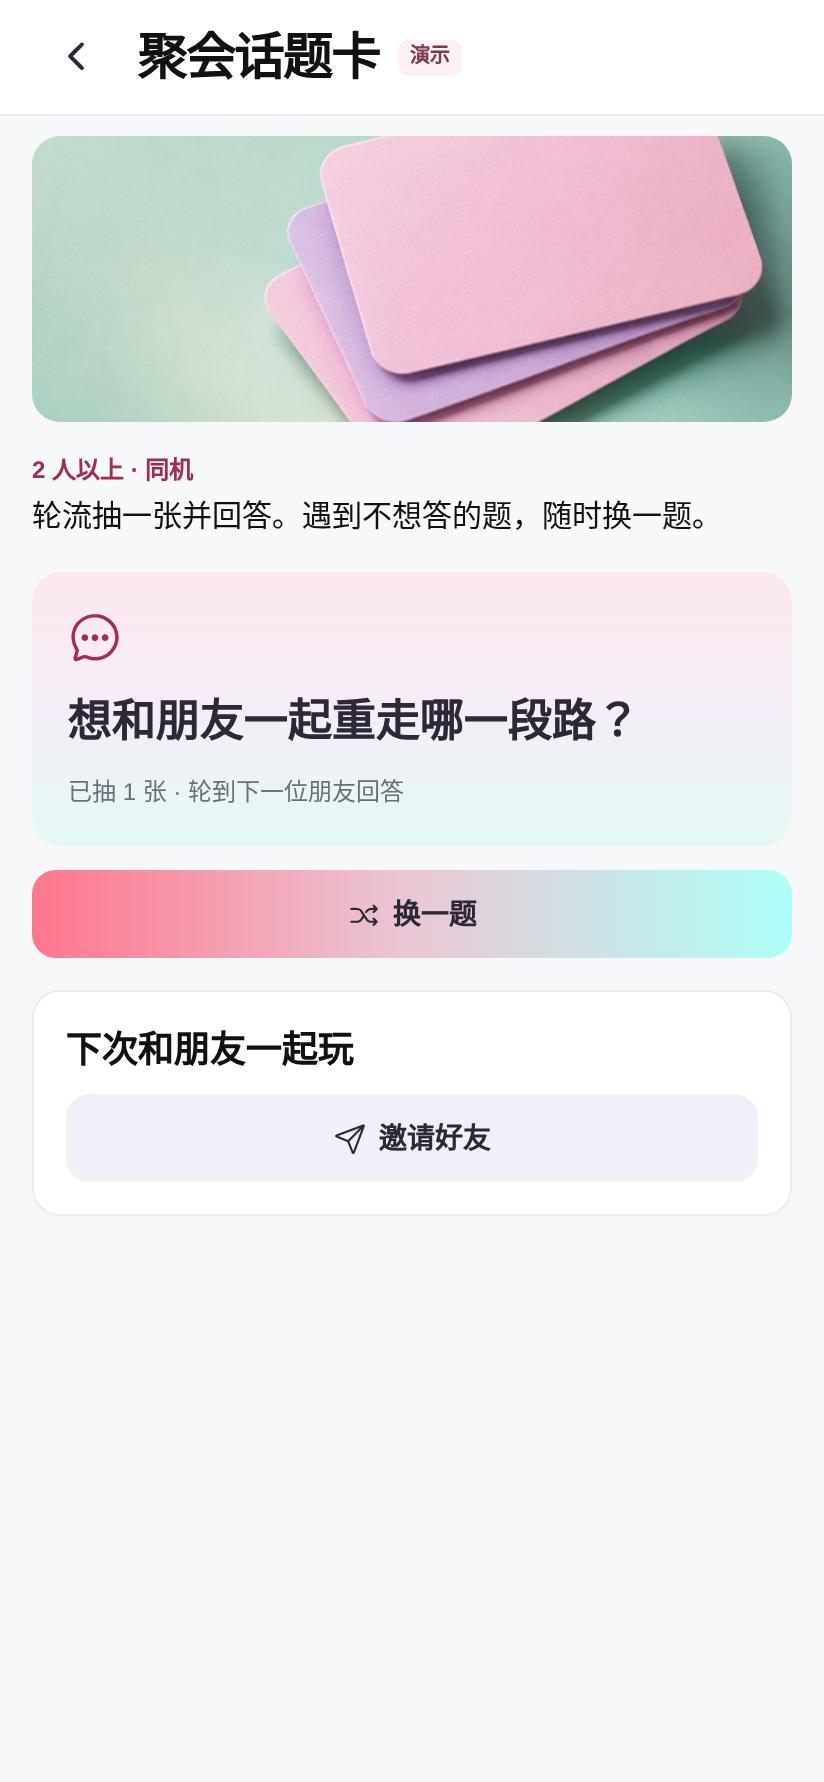 聚会话题卡
演示
2 人以上 · 同机
轮流抽一张并回答。遇到不想答的题，随时换一题。
想和朋友一起重走哪一段路？
已抽 1 张 · 轮到下一位朋友回答
换一题
下次和朋友一起玩
邀请好友